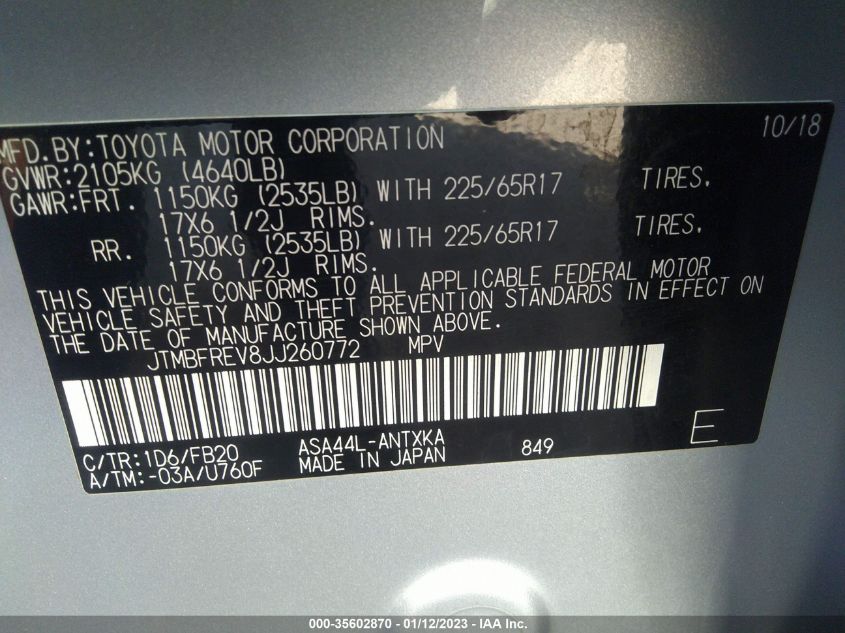 MFD.BY:TOYOTA MOTOR CORPORATION 10/18
GVWR:2105KG (4640LB)
GAWR:FRT. 1150KG (2535LB) WITH 225/65R17 TIRES,
17X6 1/2J RIMS.
RR. 1150KG (2535LB) WITH 225/65R17 TIRES,
17X6 1/2J RIMS.
THIS VEHICLE CONFORMS TO ALL APPLICABLE FEDERAL MOTOR
VEHICLE SAFETY AND THEFT PREVENTION STANDARDS IN EFFECT ON
THE DATE OF MANUFACTURE SHOWN ABOVE.
JTMBFREV8JJ260772 MPV
C/TR:1D6/FB20 ASA44L-ANTXKA 849 E
A/TM:-03A/U760F MADE IN JAPAN
000-35602870 - 01/12/2023 - IAA Inc.